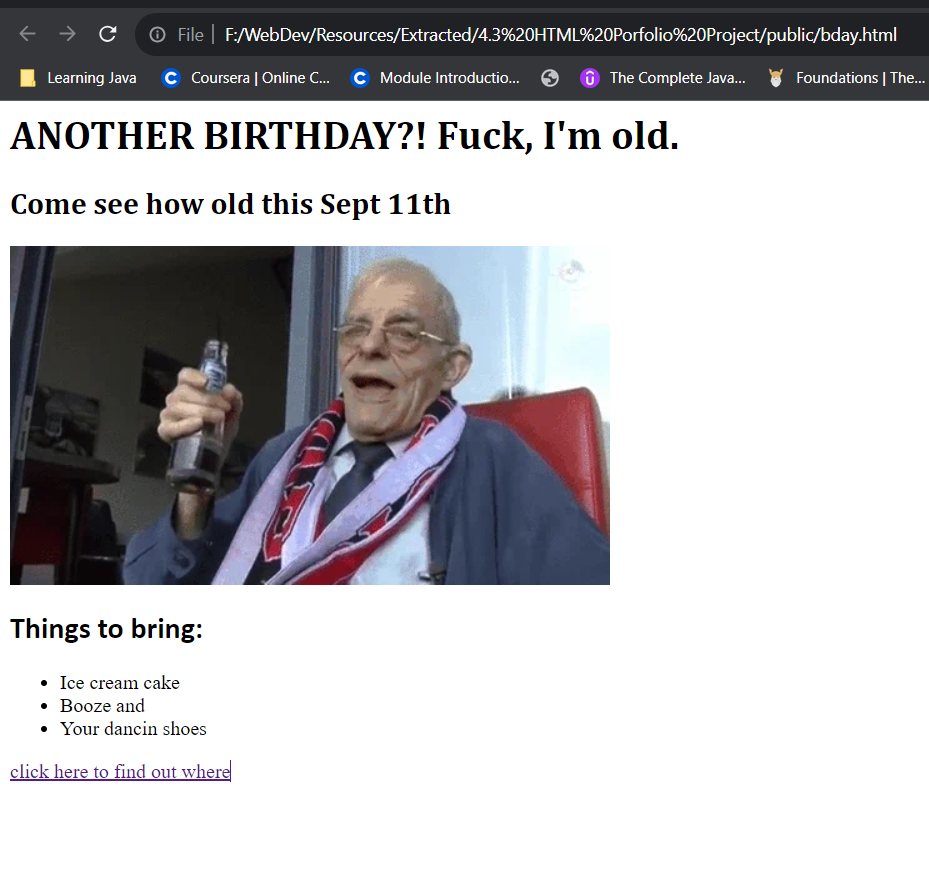 File | F:/WebDev/Resources/Extracted/4.3%20HTML%20Porfolio%20Project/public/bday.html
Learning Java Coursera | Online C... Module Introductio... The Complete Java... Foundations | The...
ANOTHER BIRTHDAY?! Fuck, I'm old.
Come see how old this Sept 11th
Things to bring:
• Ice cream cake
• Booze and
• Your dancin shoes
click here to find out where